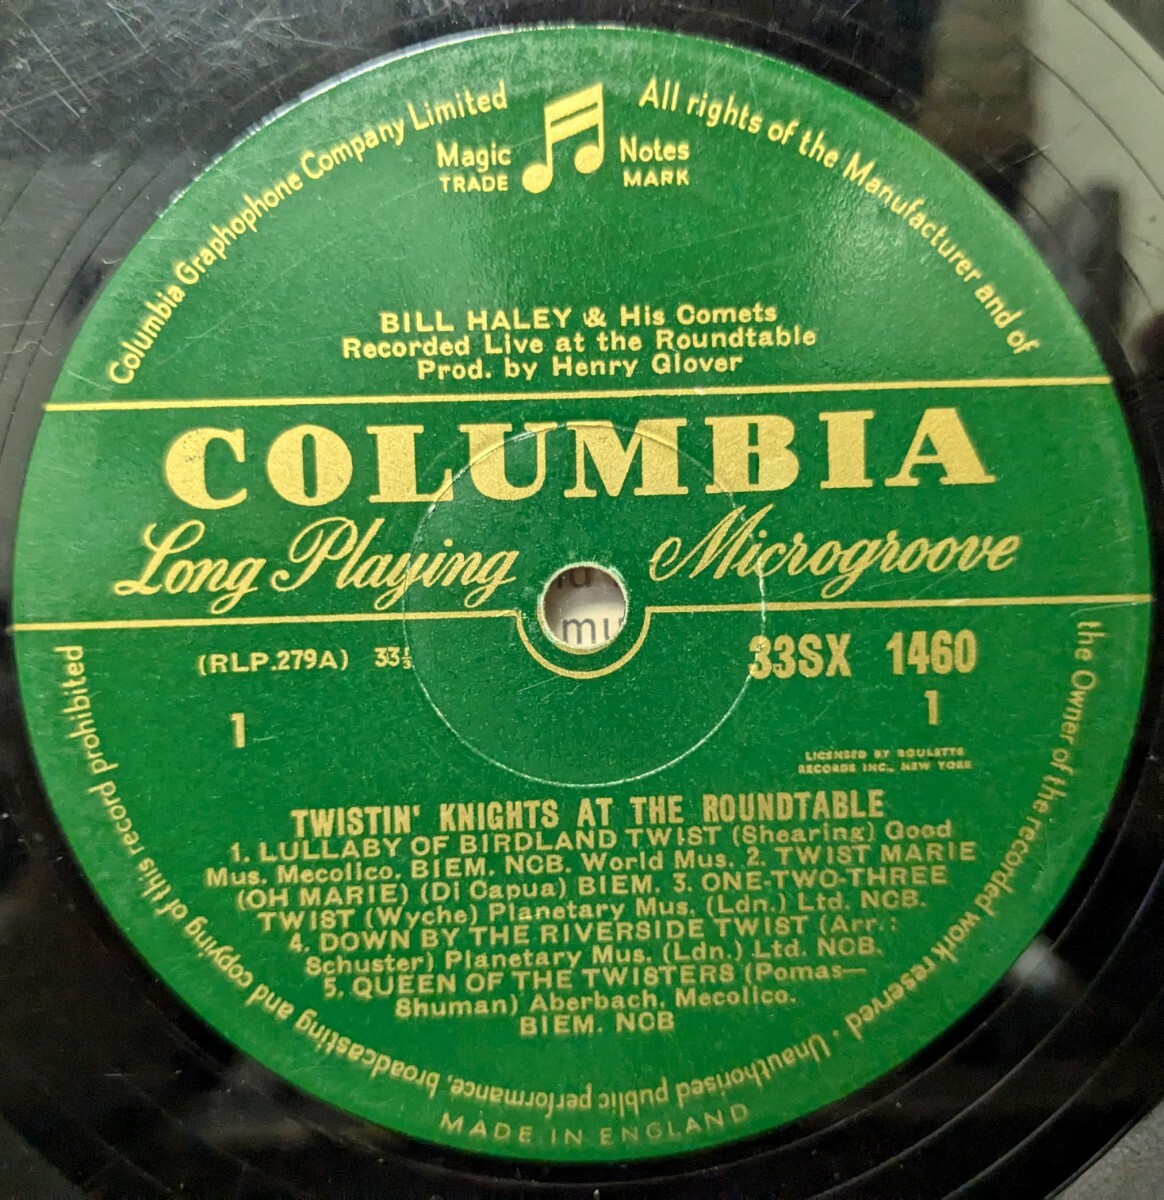 Columbia Graphophone Company Limited
All rights of the Manufacturer and of
the Owner of the recorded work reserved · Unauthorised public performance, broadcasting and copying of this record prohibited
Magic Notes
TRADE MARK
BILL HALEY & His Comets
Recorded Live at the Roundtable
Prod. by Henry Glover
COLUMBIA
Long Playing Microgroove
mu
(RLP.279A) 33⅓
33SX 1460
1
1
LICENSED BY ROULETTE
RECORDS INC., NEW YORK
TWISTIN' KNIGHTS AT THE ROUNDTABLE
1. LULLABY OF BIRDLAND TWIST (Shearing) Good
Mus. Mecolico. BIEM. NCB. World Mus. 2. TWIST MARIE
(OH MARIE) (Di Capua) BIEM. 3. ONE-TWO-THREE
TWIST (Wyche) Planetary Mus. (Ldn.) Ltd. NCB.
4. DOWN BY THE RIVERSIDE TWIST (Arr.:
Schuster) Planetary Mus. (Ldn.) Ltd. NCB.
5. QUEEN OF THE TWISTERS (Pomas—
Shuman) Aberbach. Mecolico.
BIEM. NCB
MADE IN ENGLAND